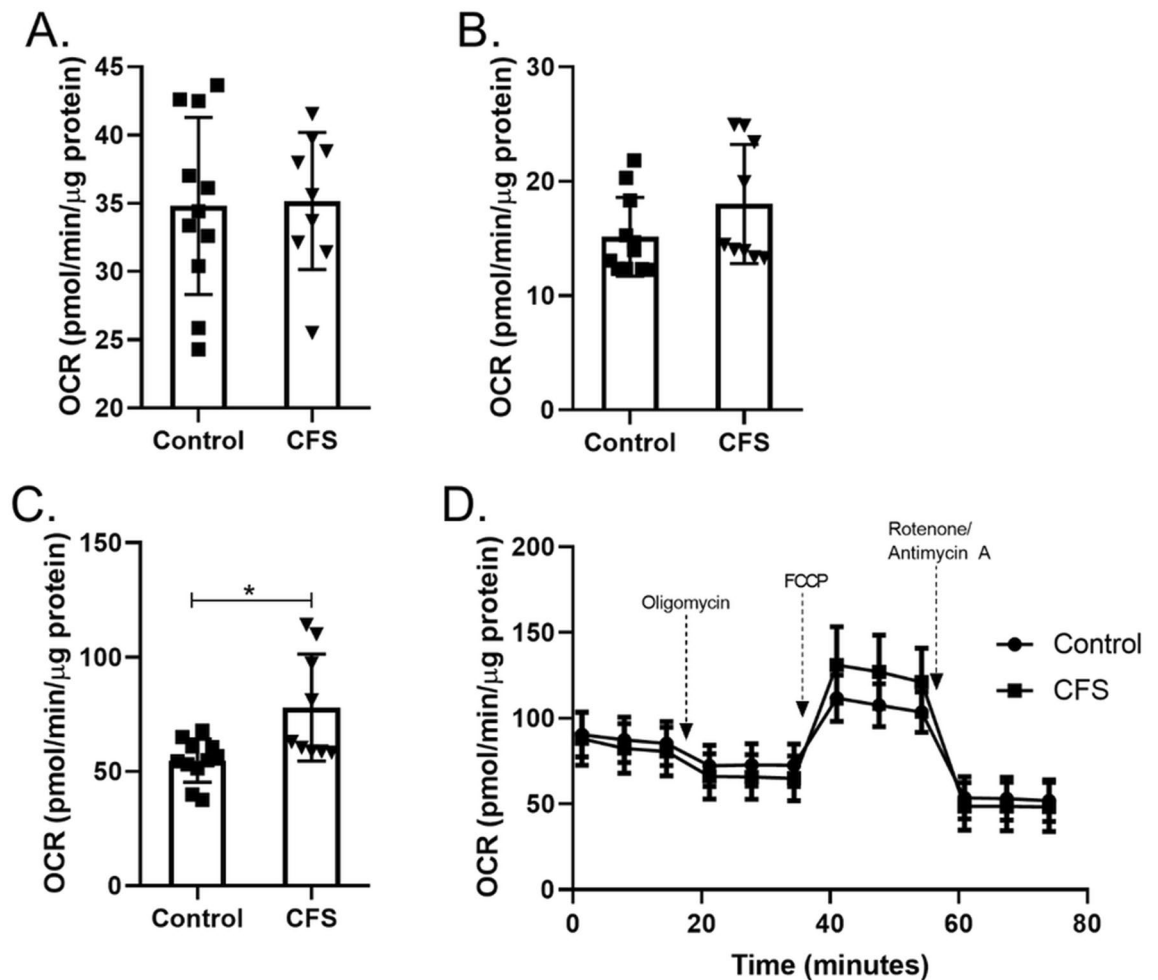 A.
OCR (pmol/min/μg protein)
45
40
35
30
25
20
Control
CFS
B.
OCR (pmol/min/μg protein)
30
20
10
0
Control
CFS
C.
OCR (pmol/min/μg protein)
150
100
50
0
*
Control
CFS
D.
OCR (pmol/min/μg protein)
200
150
100
50
0
Oligomycin
FCCP
Rotenone/
Antimycin A
Control
CFS
0
20
40
60
80
Time (minutes)